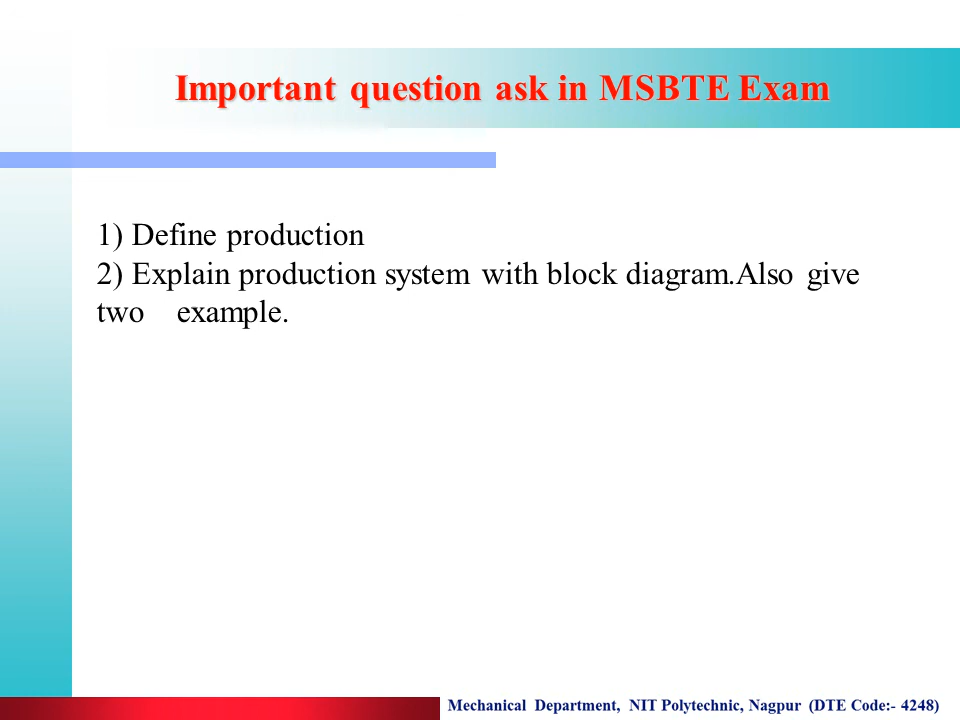 Important question ask in MSBTE Exam
1) Define production
2) Explain production system with block diagram.Also give
two example.
Mechanical Department, NIT Polytechnic, Nagpur (DTE Code:- 4248)